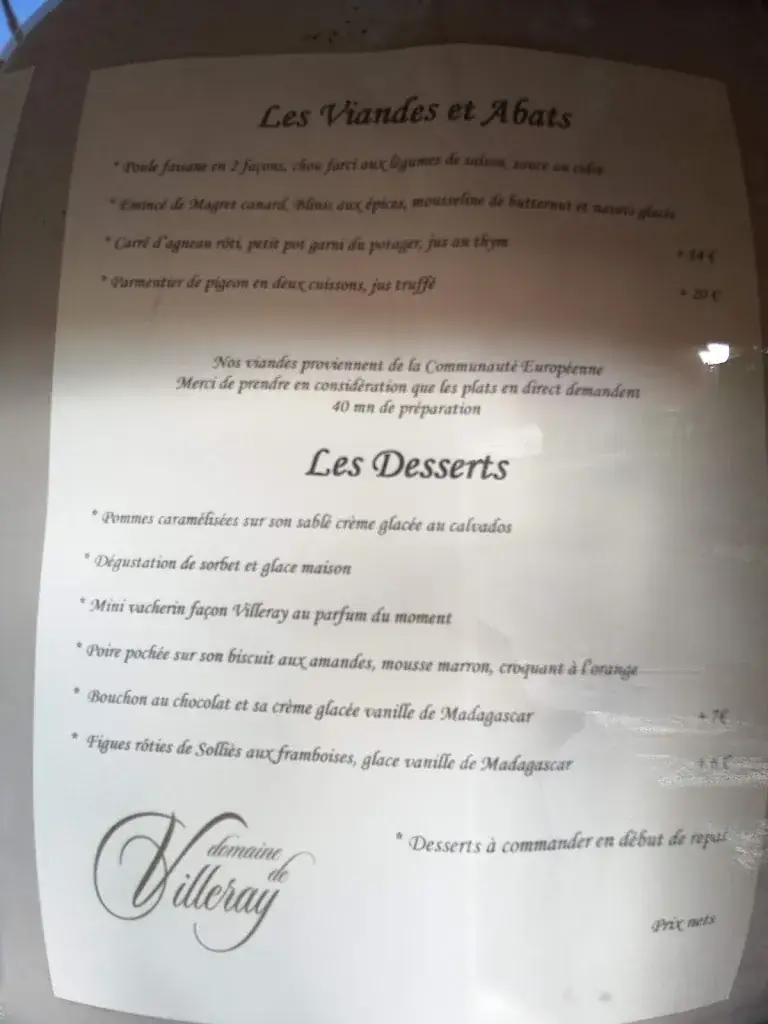 Les Viandes et Abats
* Poule faisane en 2 façons, chou farci aux légumes de saison, sauce au cidre
* Emincé de Magret canard, aux épices, mousseline de butternut et navets glacés
* Carré d'agneau rôti, petit pot garni du potager, jus au thym
+ 14 €
* Parmentier de pigeon en deux cuissons, jus truffé
+ 20 €
Nos viandes proviennent de la Communauté Européenne
Merci de prendre en considération que les plats en direct demandent
40 mn de préparation
Les Desserts
* Pommes caramélisées sur son sablé crème glacée au calvados
* Dégustation de sorbet et glace maison
* Mini vacherin façon Villeray au parfum du moment
* Poire pochée sur son biscuit aux amandes, mousse marron, croquant à l'orange
* Bouchon au chocolat et sa crème glacée vanille de Madagascar
+ 7€
* Figues rôties de Solliès aux framboises, glace vanille de Madagascar
* Desserts à commander en début de repas
domaine
de
Villeray
Prix nets